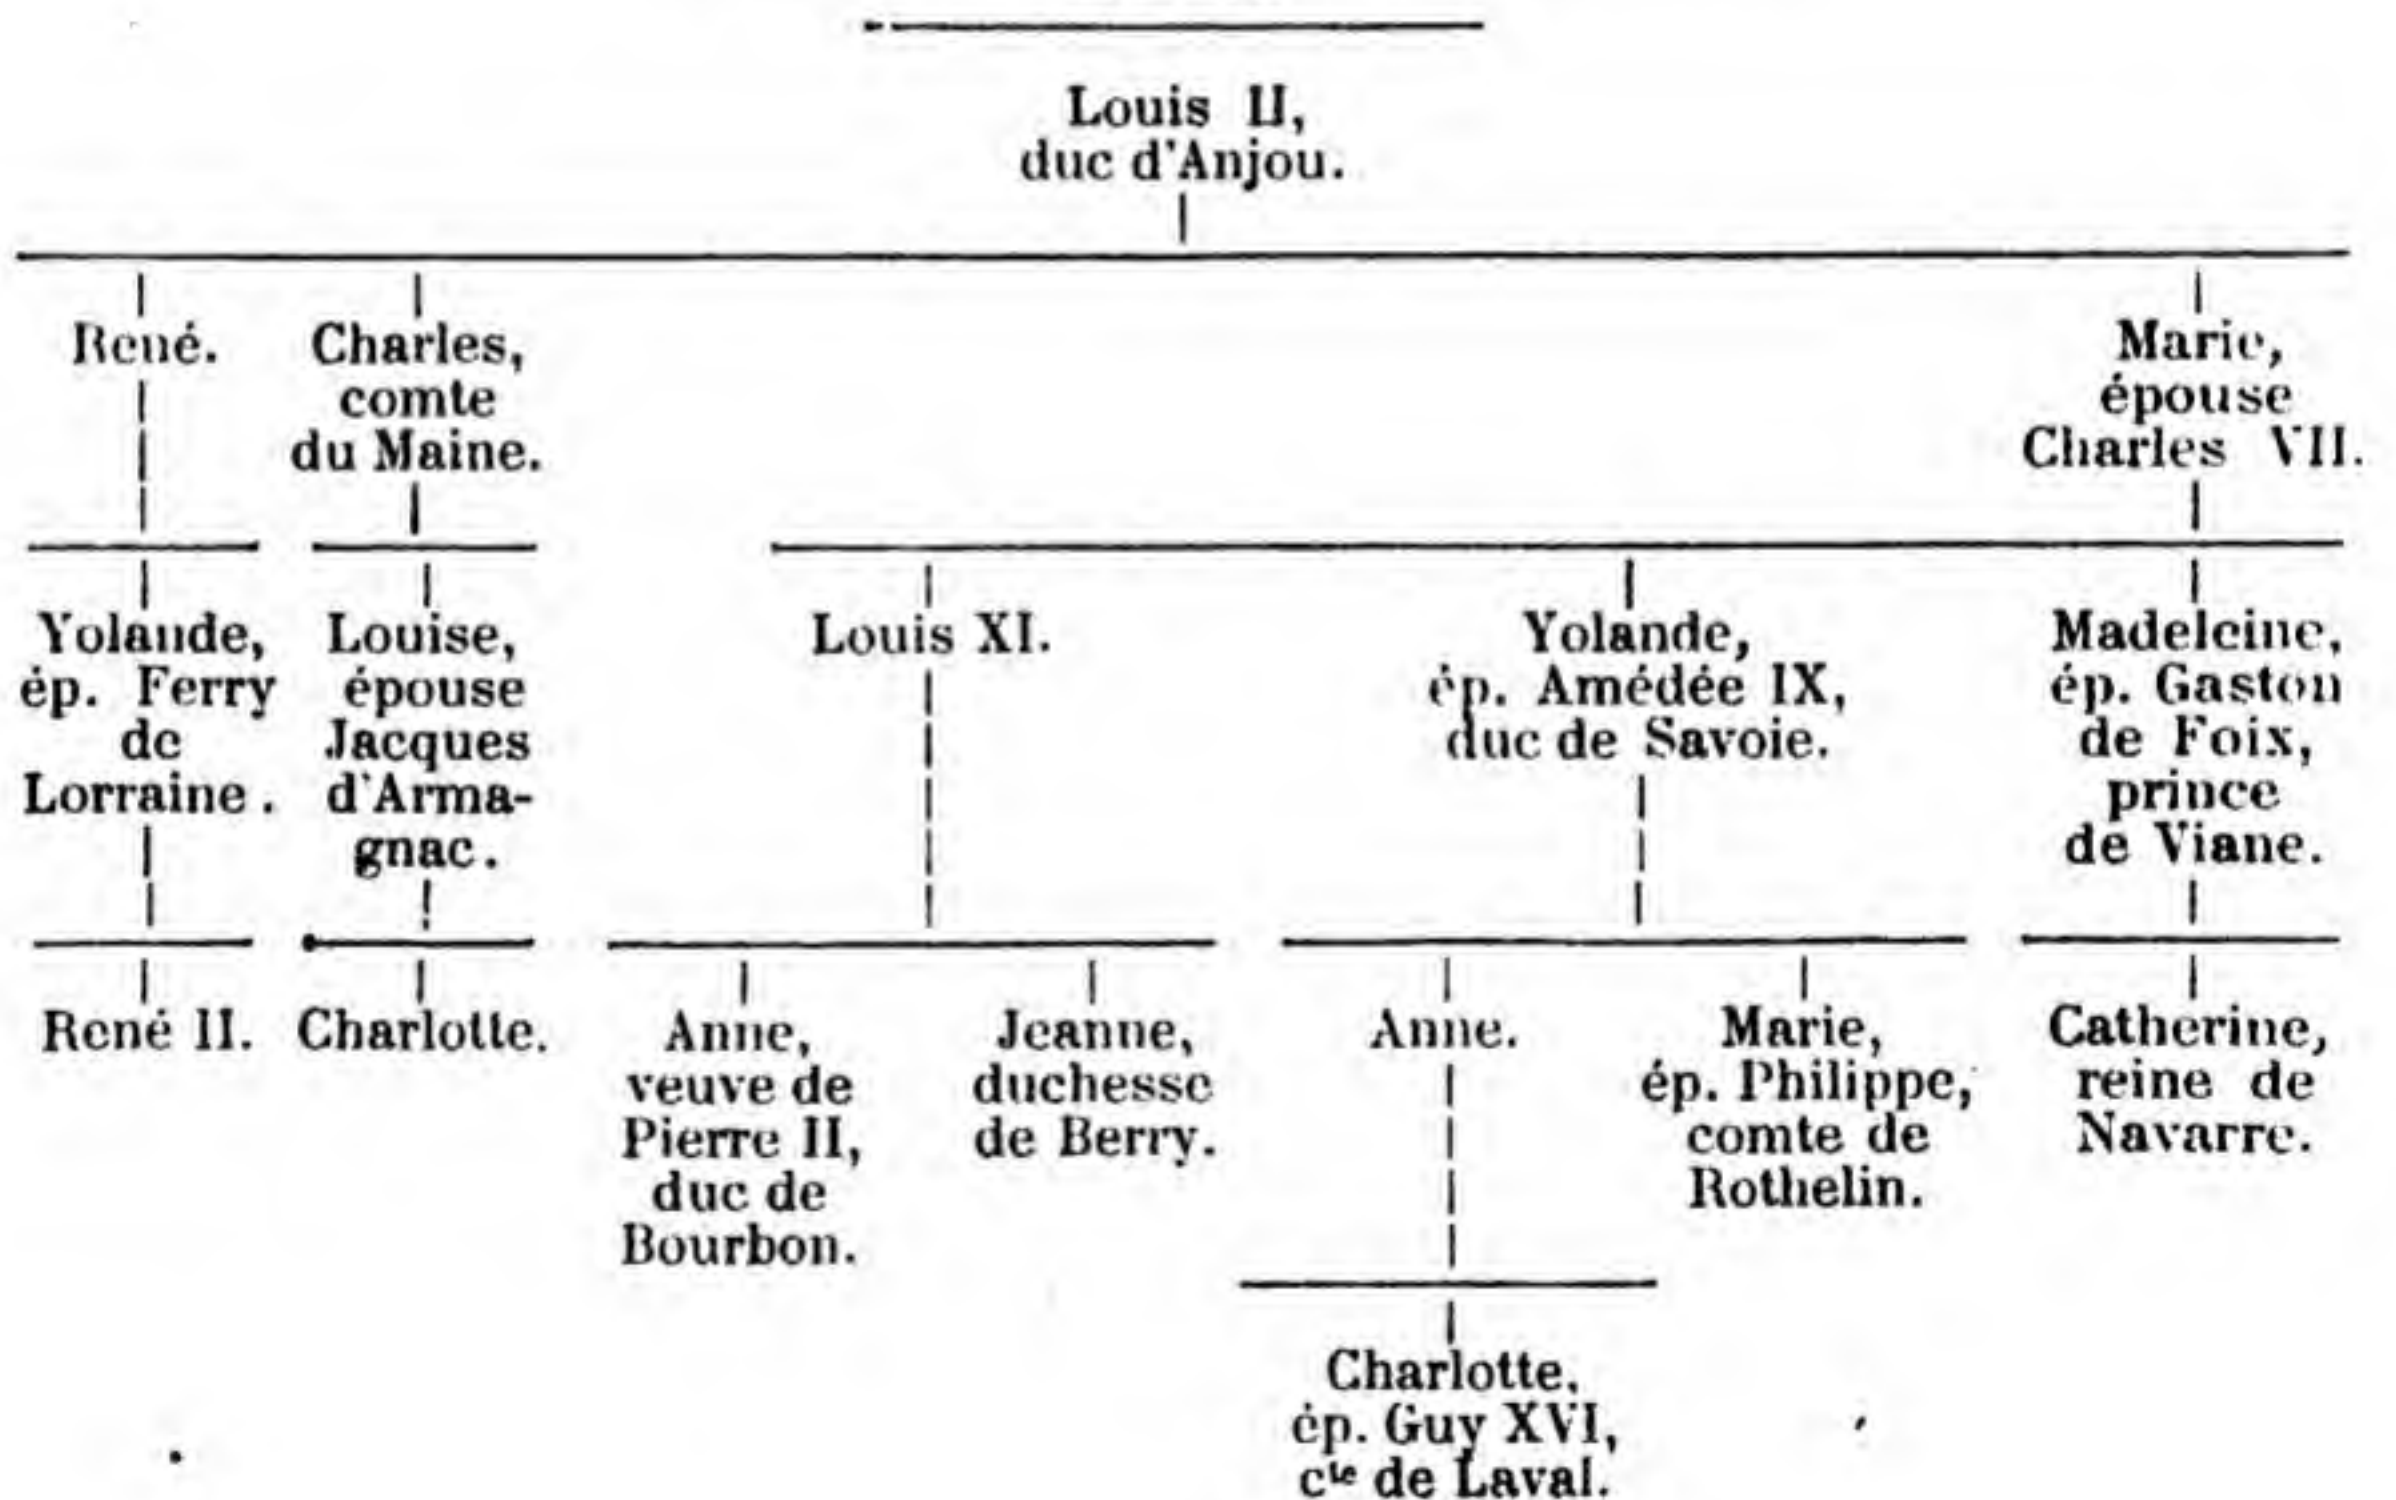 Louis II,
duc d'Anjou.
René.
Charles,
comte
du Maine.
Marie,
épouse
Charles VII.
Yolande,
ép. Ferry
de
Lorraine.
Louise,
épouse
Jacques
d'Arma-
gnac.
Louis XI.
Yolande,
ép. Amédée IX,
duc de Savoie.
Madeleine,
ép. Gaston
de Foix,
prince
de Viane.
René II.
Charlotte.
Anne,
veuve de
Pierre II,
duc de
Bourbon.
Jeanne,
duchesse
de Berry.
Anne.
Marie,
ép. Philippe,
comte de
Rothelin.
Catherine,
reine de
Navarre.
Charlotte,
ép. Guy XVI,
cte de Laval.